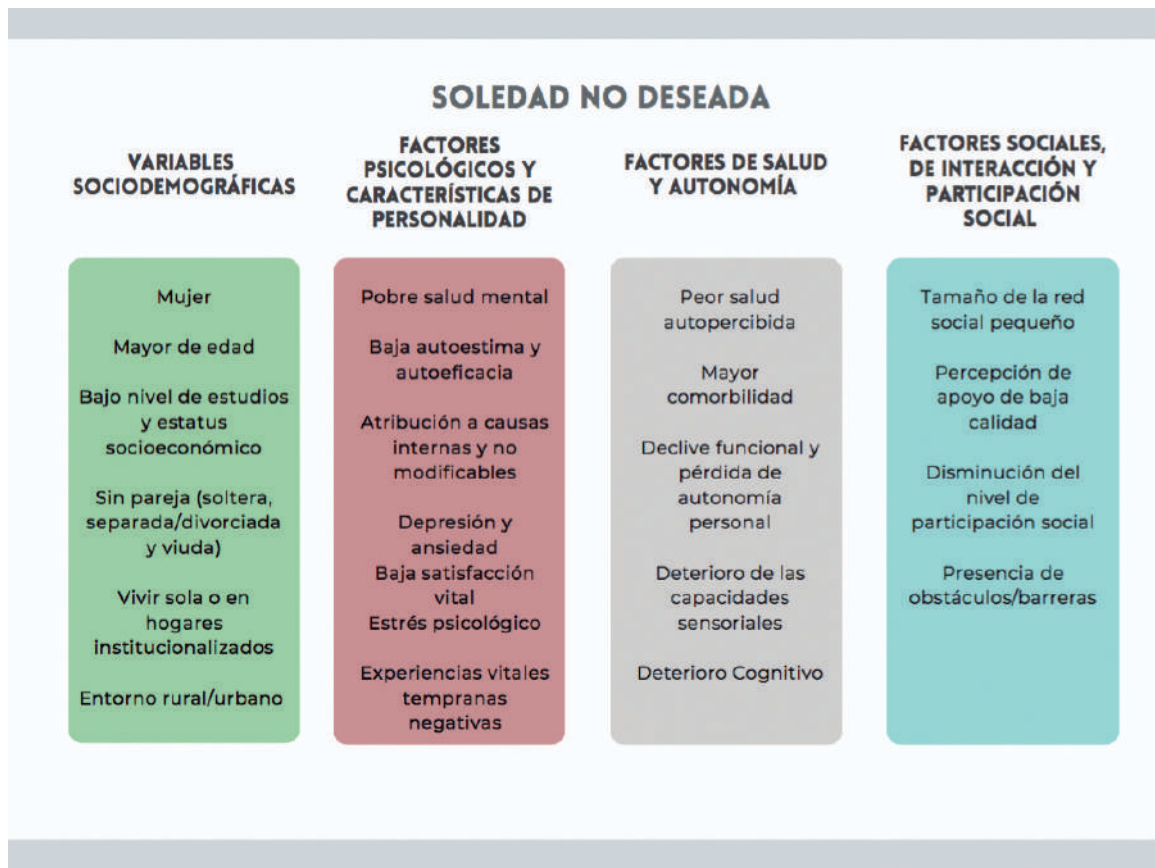 SOLEDAD NO DESEADA
VARIABLES
SOCIODEMOGRÁFICAS
Mujer
Mayor de edad
Bajo nivel de estudios
y estatus
socioeconómico
Sin pareja (soltera,
separada/divorciada
y viuda)
Vivir sola o en
hogares
institucionalizados
Entorno rural/urbano
FACTORES
PSICOLÓGICOS Y
CARACTERÍSTICAS DE
PERSONALIDAD
Pobre salud mental
Baja autoestima y
autoeficacia
Atribución a causas
internas y no
modificables
Depresión y
ansiedad
Baja satisfacción
vital
Estrés psicológico
Experiencias vitales
tempranas
negativas
FACTORES DE SALUD
Y AUTONOMÍA
Peor salud
autopercibida
Mayor
comorbilidad
Declive funcional y
pérdida de
autonomía
personal
Deterioro de las
capacidades
sensoriales
Deterioro Cognitivo
FACTORES SOCIALES,
DE INTERACCIÓN Y
PARTICIPACIÓN
SOCIAL
Tamaño de la red
social pequeño
Percepción de
apoyo de baja
calidad
Disminución del
nivel de
participación social
Presencia de
obstáculos/barreras